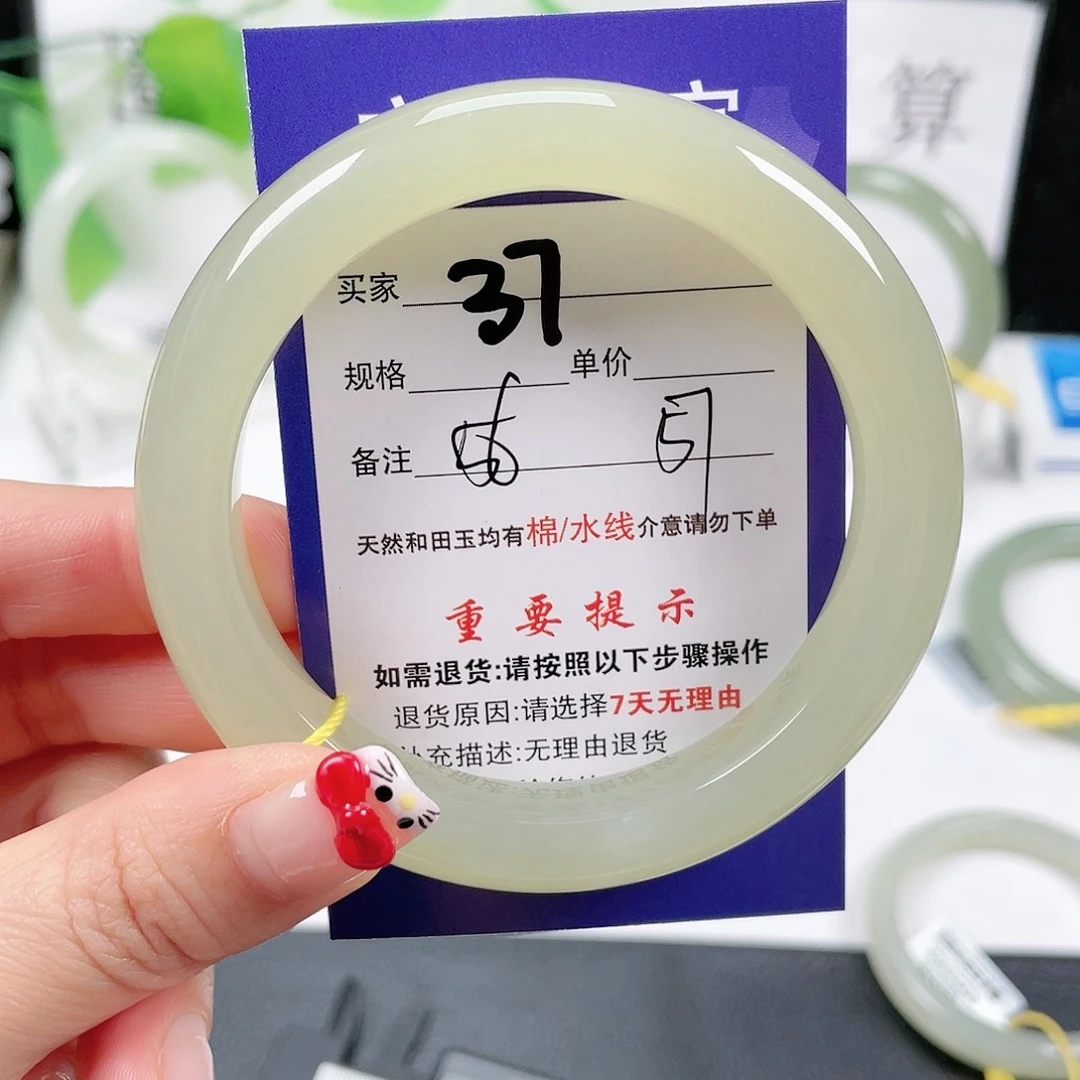 算
买家 37
规格 单价
备注
天然和田玉均有棉/水线介意请勿下单
重要提示
如需退货:请按照以下步骤操作
退货原因:请选择7天无理由
补充描述:无理由退货